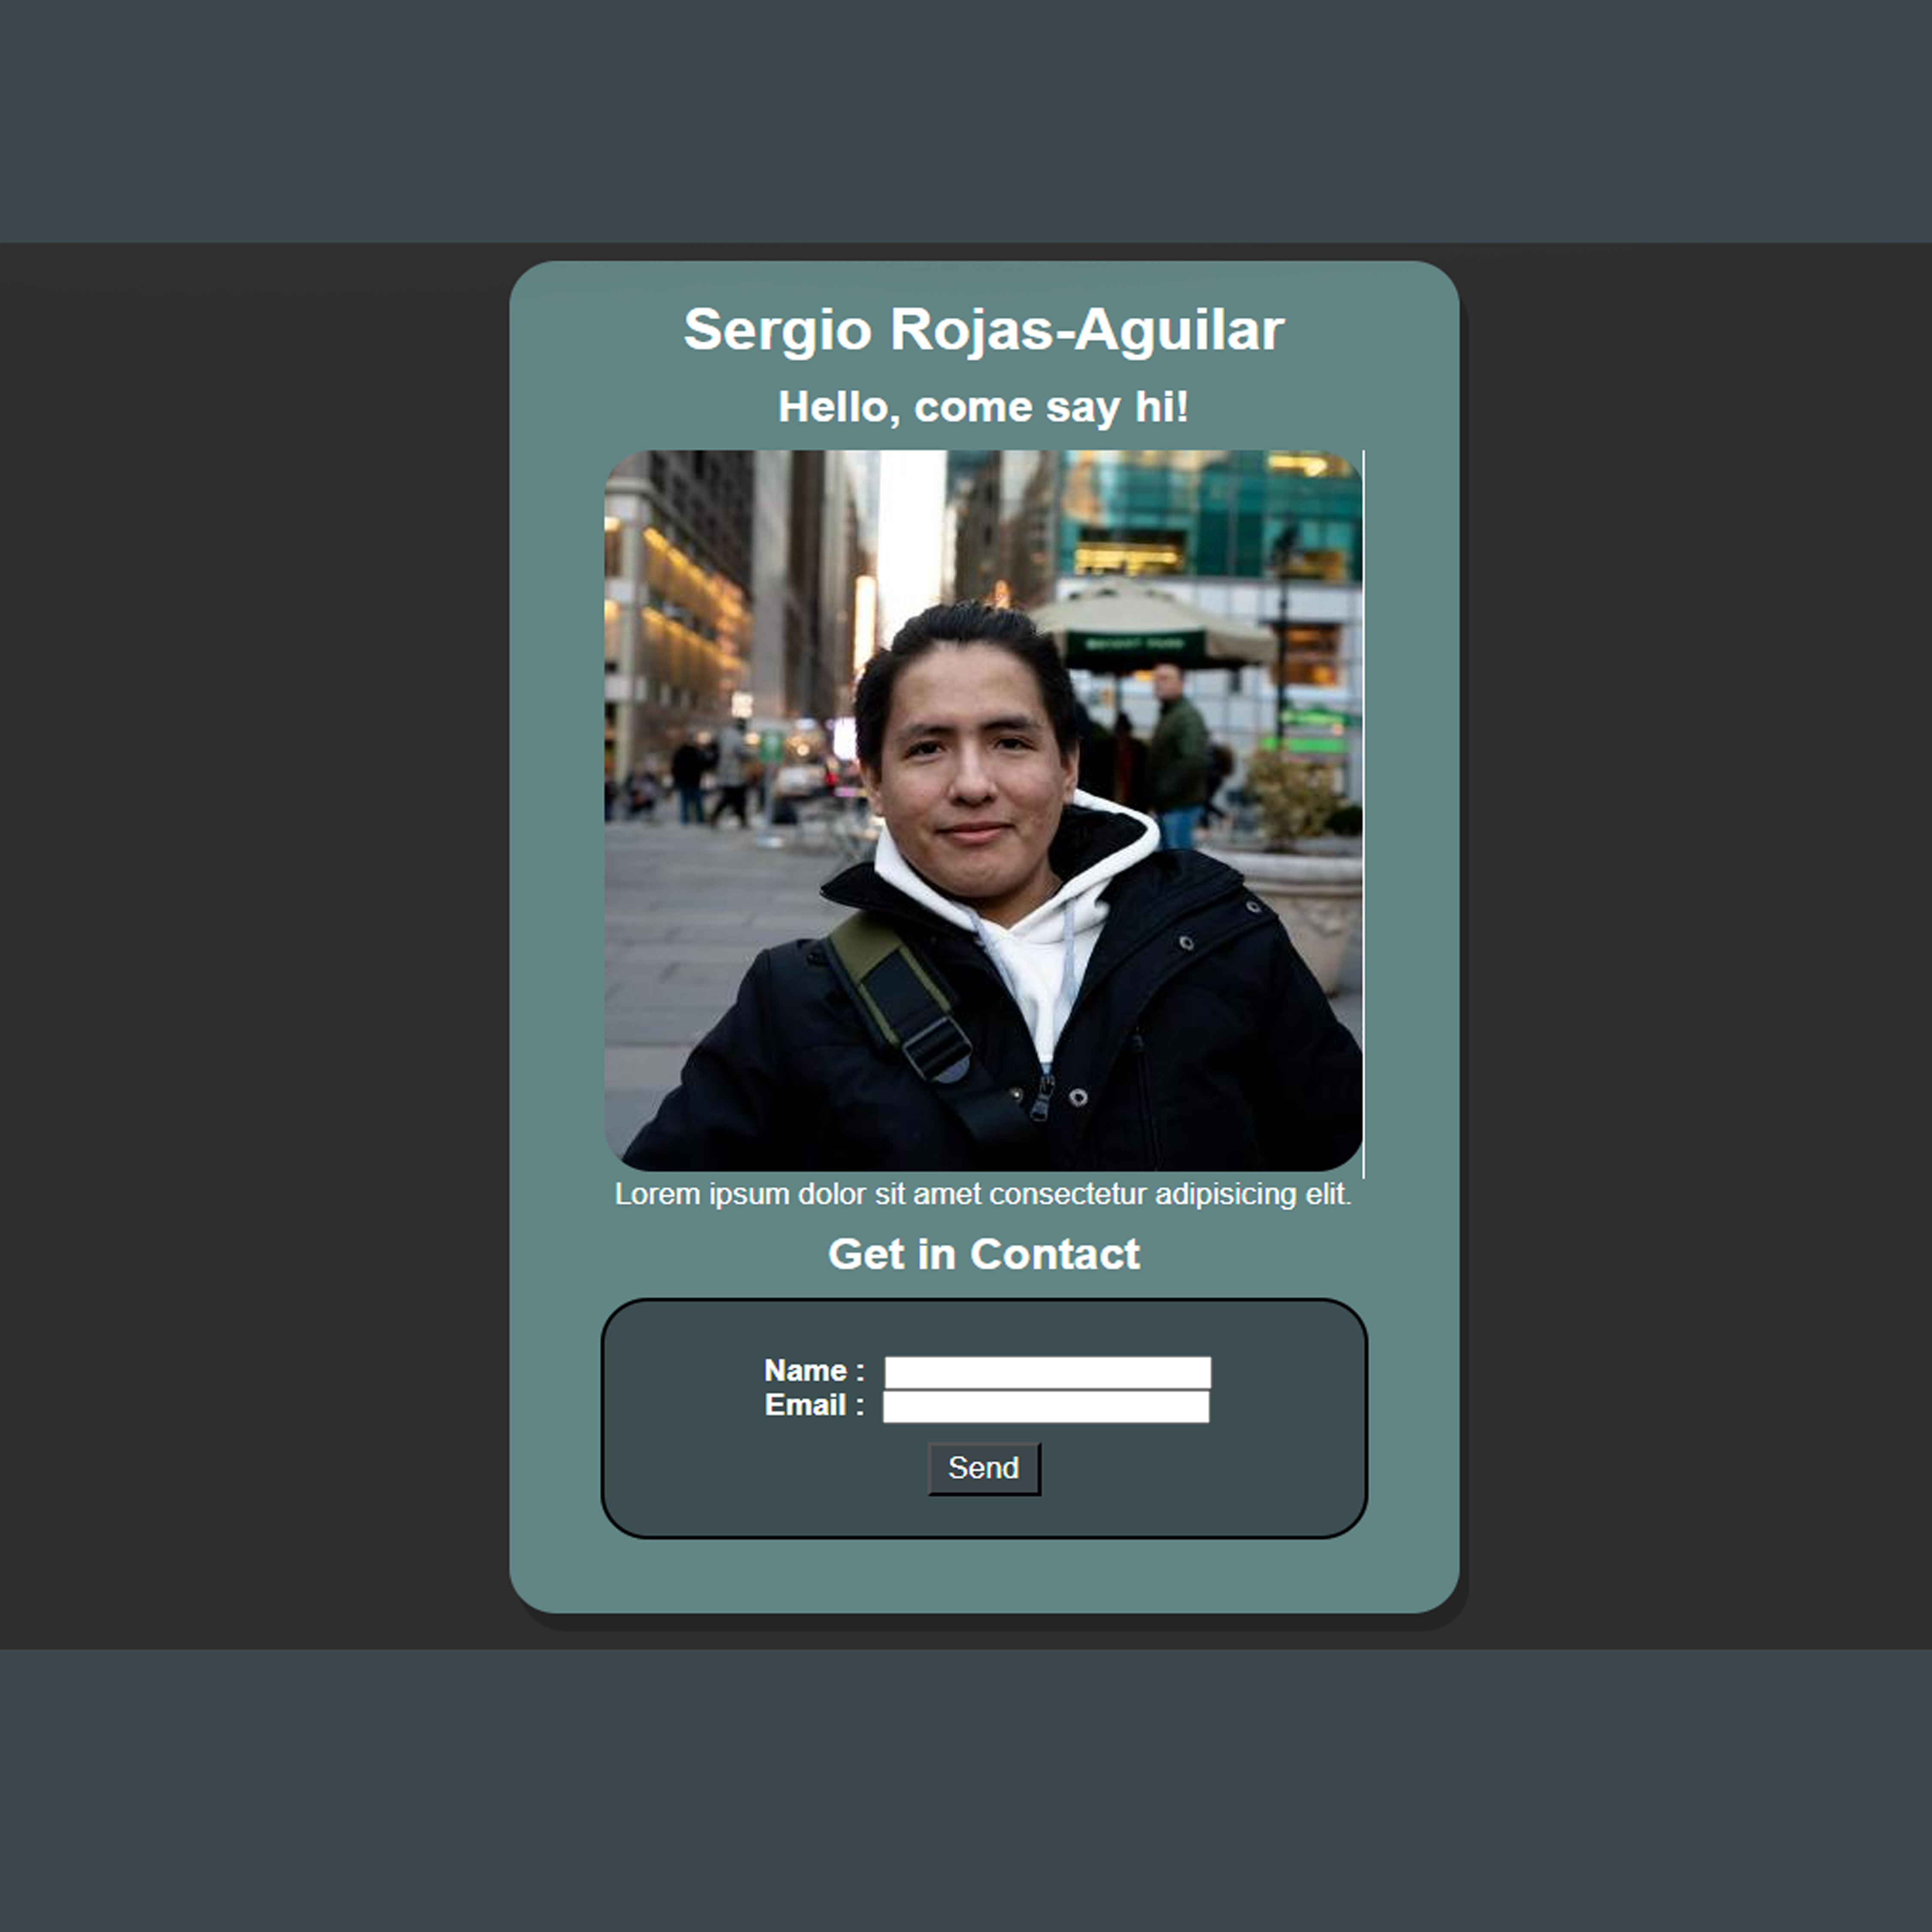 Sergio Rojas-Aguilar
Hello, come say hi!
Lorem ipsum dolor sit amet consectetur adipisicing elit.
Get in Contact
Name :
Email :
Send